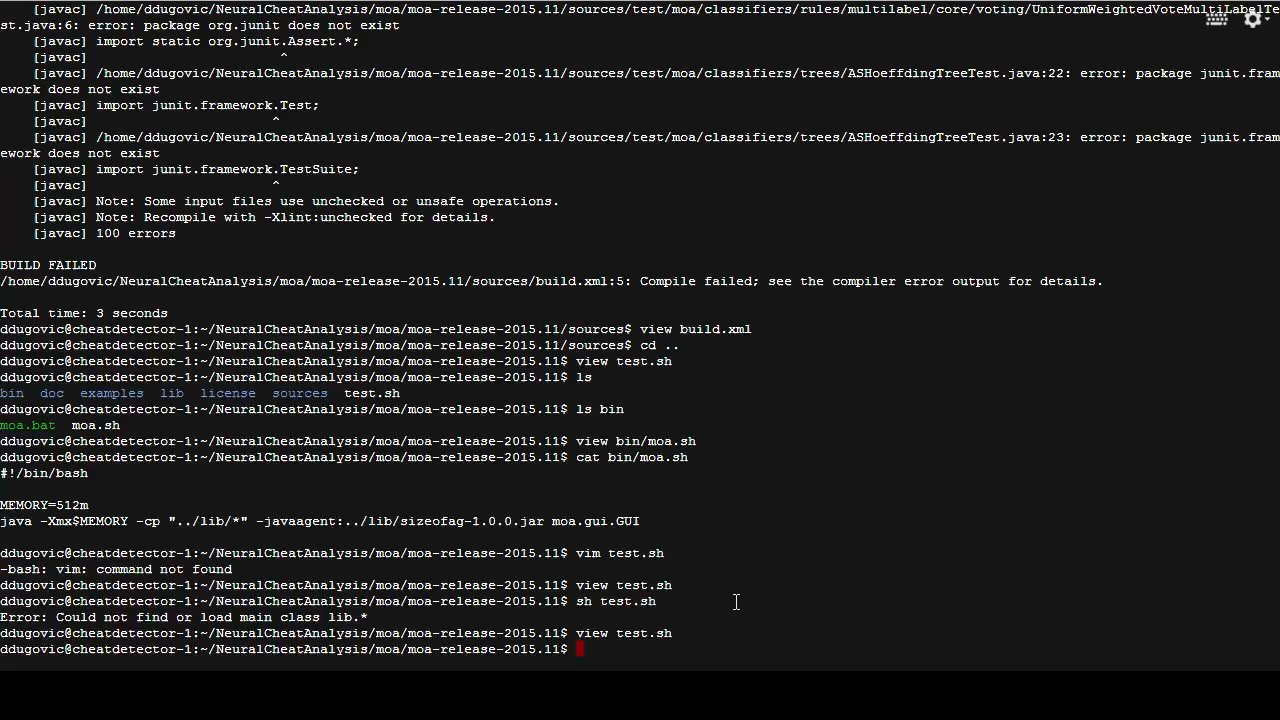 [javac] /home/ddugovic/NeuralCheatAnalysis/moa/moa-release-2015.11/sources/test/moa/classifiers/rules/multilabel/core/voting/UniformWeightedVoteMultiLabelTe
st.java:6: error: package org.junit does not exist
[javac] import static org.junit.Assert.*;
[javac] ^
[javac] /home/ddugovic/NeuralCheatAnalysis/moa/moa-release-2015.11/sources/test/moa/classifiers/trees/ASHoeffdingTreeTest.java:22: error: package junit.fram
ework does not exist
[javac] import junit.framework.Test;
[javac] ^
[javac] /home/ddugovic/NeuralCheatAnalysis/moa/moa-release-2015.11/sources/test/moa/classifiers/trees/ASHoeffdingTreeTest.java:23: error: package junit.fram
ework does not exist
[javac] import junit.framework.TestSuite;
[javac] ^
[javac] Note: Some input files use unchecked or unsafe operations.
[javac] Note: Recompile with -Xlint:unchecked for details.
[javac] 100 errors
BUILD FAILED
/home/ddugovic/NeuralCheatAnalysis/moa/moa-release-2015.11/sources/build.xml:5: Compile failed; see the compiler error output for details.
Total time: 3 seconds
ddugovic@cheatdetector-1:~/NeuralCheatAnalysis/moa/moa-release-2015.11/sources$ view build.xml
ddugovic@cheatdetector-1:~/NeuralCheatAnalysis/moa/moa-release-2015.11/sources$ cd ..
ddugovic@cheatdetector-1:~/NeuralCheatAnalysis/moa/moa-release-2015.11$ view test.sh
ddugovic@cheatdetector-1:~/NeuralCheatAnalysis/moa/moa-release-2015.11$ ls
bin doc examples lib license sources test.sh
ddugovic@cheatdetector-1:~/NeuralCheatAnalysis/moa/moa-release-2015.11$ ls bin
moa.bat moa.sh
ddugovic@cheatdetector-1:~/NeuralCheatAnalysis/moa/moa-release-2015.11$ view bin/moa.sh
ddugovic@cheatdetector-1:~/NeuralCheatAnalysis/moa/moa-release-2015.11$ cat bin/moa.sh
#!/bin/bash
MEMORY=512m
java -Xmx$MEMORY -cp "../lib/*" -javaagent:../lib/sizeofag-1.0.0.jar moa.gui.GUI
ddugovic@cheatdetector-1:~/NeuralCheatAnalysis/moa/moa-release-2015.11$ vim test.sh
-bash: vim: command not found
ddugovic@cheatdetector-1:~/NeuralCheatAnalysis/moa/moa-release-2015.11$ view test.sh
ddugovic@cheatdetector-1:~/NeuralCheatAnalysis/moa/moa-release-2015.11$ sh test.sh
Error: Could not find or load main class lib.*
ddugovic@cheatdetector-1:~/NeuralCheatAnalysis/moa/moa-release-2015.11$ view test.sh
ddugovic@cheatdetector-1:~/NeuralCheatAnalysis/moa/moa-release-2015.11$